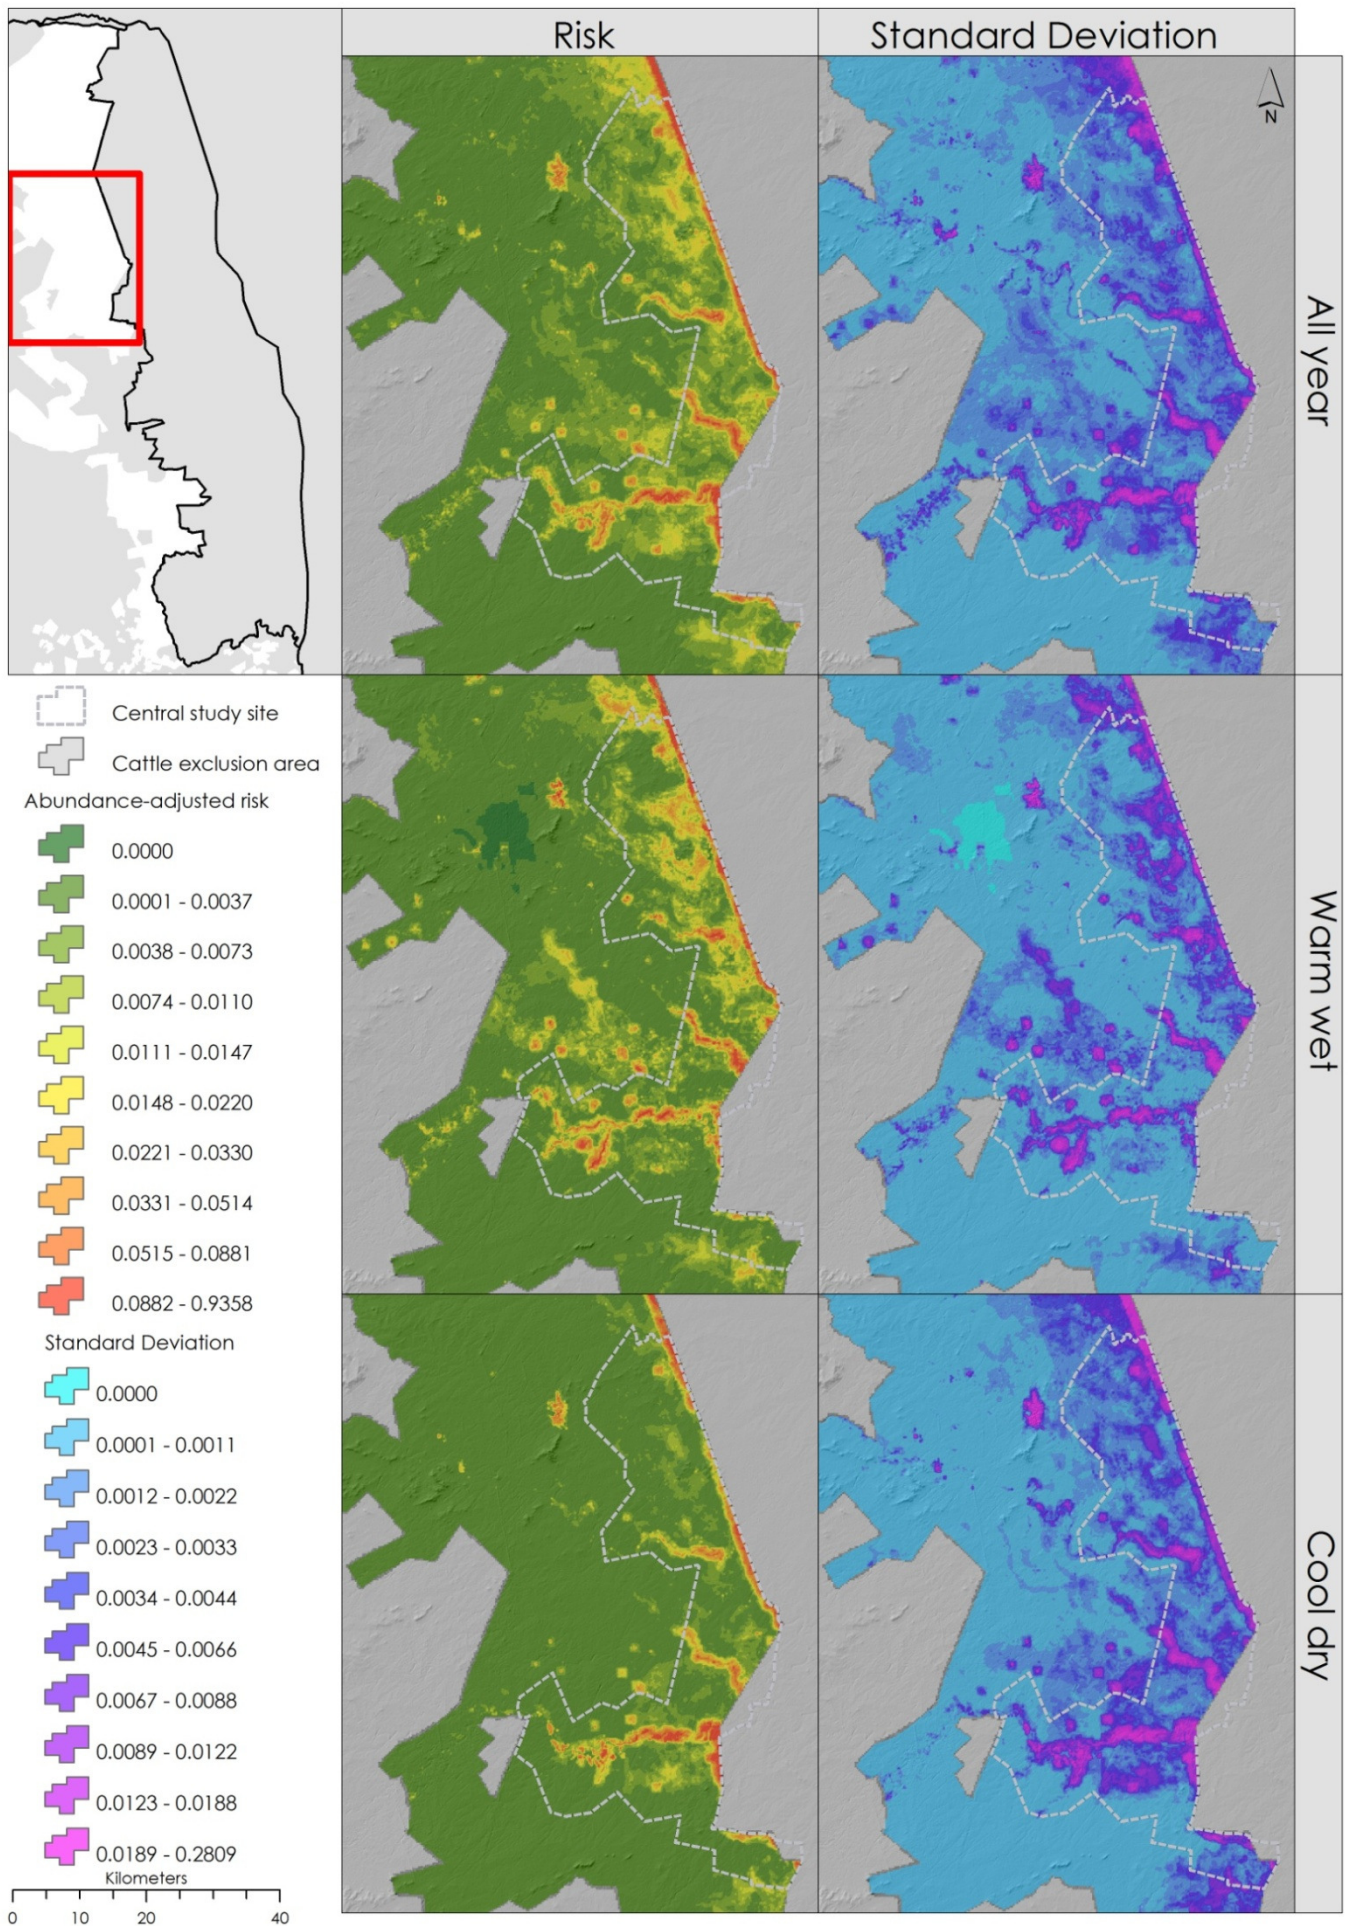 Risk
Standard Deviation
N
All year
Warm wet
Cool dry
Central study site
Cattle exclusion area
Abundance-adjusted risk
0.0000
0.0001 - 0.0037
0.0038 - 0.0073
0.0074 - 0.0110
0.0111 - 0.0147
0.0148 - 0.0220
0.0221 - 0.0330
0.0331 - 0.0514
0.0515 - 0.0881
0.0882 - 0.9358
Standard Deviation
0.0000
0.0001 - 0.0011
0.0012 - 0.0022
0.0023 - 0.0033
0.0034 - 0.0044
0.0045 - 0.0066
0.0067 - 0.0088
0.0089 - 0.0122
0.0123 - 0.0188
0.0189 - 0.2809
Kilometers
0 10 20 40